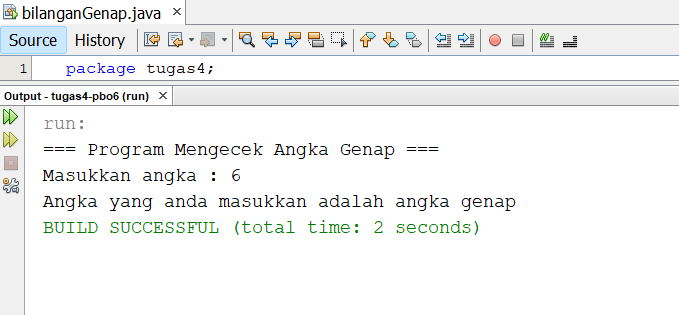 bilanganGenap.java
Source History
1 package tugas4;
Output - tugas4-pbo6 (run)
run:
=== Program Mengecek Angka Genap ===
Masukkan angka : 6
Angka yang anda masukkan adalah angka genap
BUILD SUCCESSFUL (total time: 2 seconds)